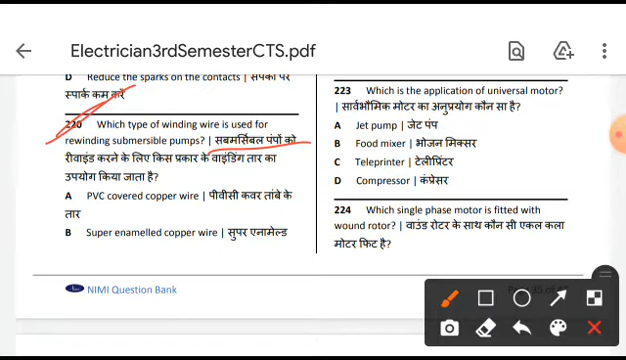 Electrician3rdSemesterCTS.pdf
D Reduce the sparks on the contacts | संपर्कों पर
स्पार्क कम करें
220 Which type of winding wire is used for
rewinding submersible pumps? | सबमर्सिबल पंपों को
रीवाइंड करने के लिए किस प्रकार के वाइंडिंग तार का
उपयोग किया जाता है?
A PVC covered copper wire | पीवीसी कवर तांबे के
तार
B Super enamelled copper wire | सुपर एनामेल्ड
223 Which is the application of universal motor?
| सार्वभौमिक मोटर का अनुप्रयोग कौन सा है?
A Jet pump | जेट पंप
B Food mixer | भोजन मिक्सर
C Teleprinter | टेलीप्रिंटर
D Compressor | कंप्रेसर
224 Which single phase motor is fitted with
wound rotor? | वाउंड रोटर के साथ कौन सी एकल कला
मोटर फिट है?
NIMI Question Bank